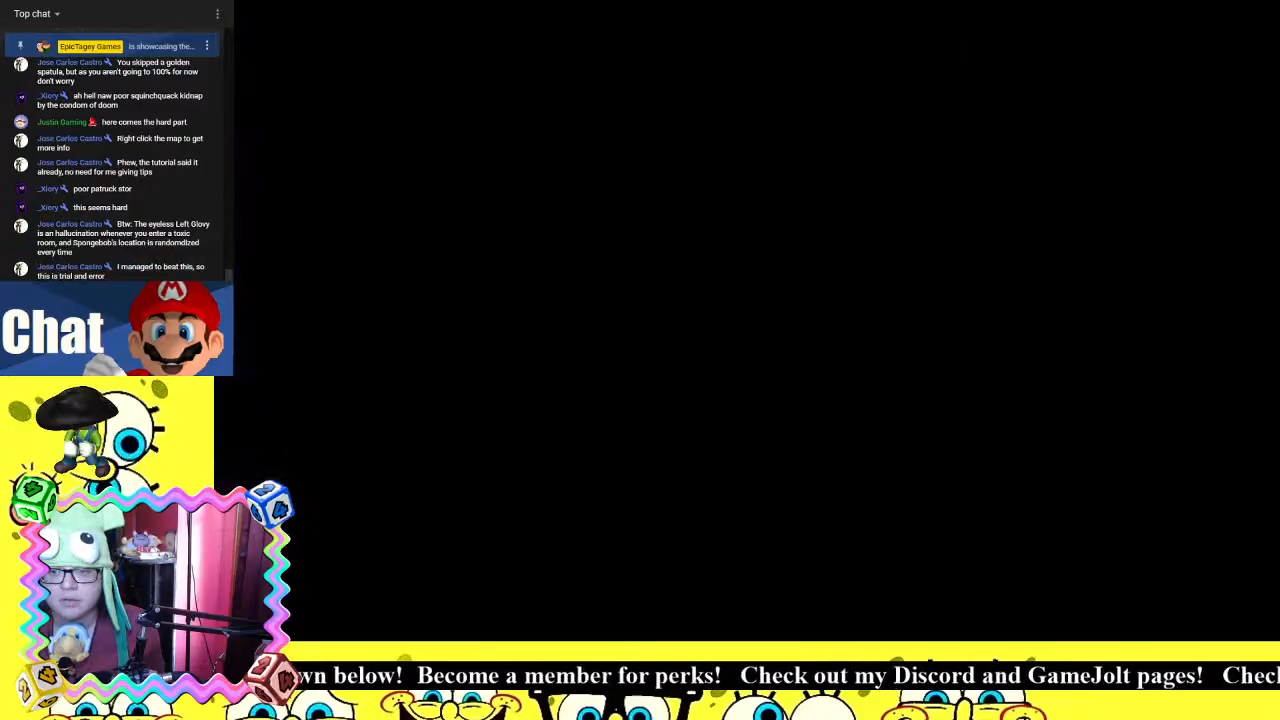 Top chat
EpicTagey Games is showcasing the...
Jose Carlos Castro You skipped a golden
spatula, but as you aren't going to 100% for now
don't worry
_Xiory ah hell naw poor squinchquack kidnap
by the condom of doom
Justin Gaming here comes the hard part
Jose Carlos Castro Right click the map to get
more info
Jose Carlos Castro Phew, the tutorial said it
already, no need for me giving tips
_Xiory poor patruck stor
_Xiory this seems hard
Jose Carlos Castro Btw: The eyeless Left Glovy
is an hallucination whenever you enter a toxic
room, and Spongebob's location is randomdized
every time
Jose Carlos Castro I managed to beat this, so
this is trial and error
Chat
wn below! Become a member for perks! Check out my Discord and GameJolt pages! Check